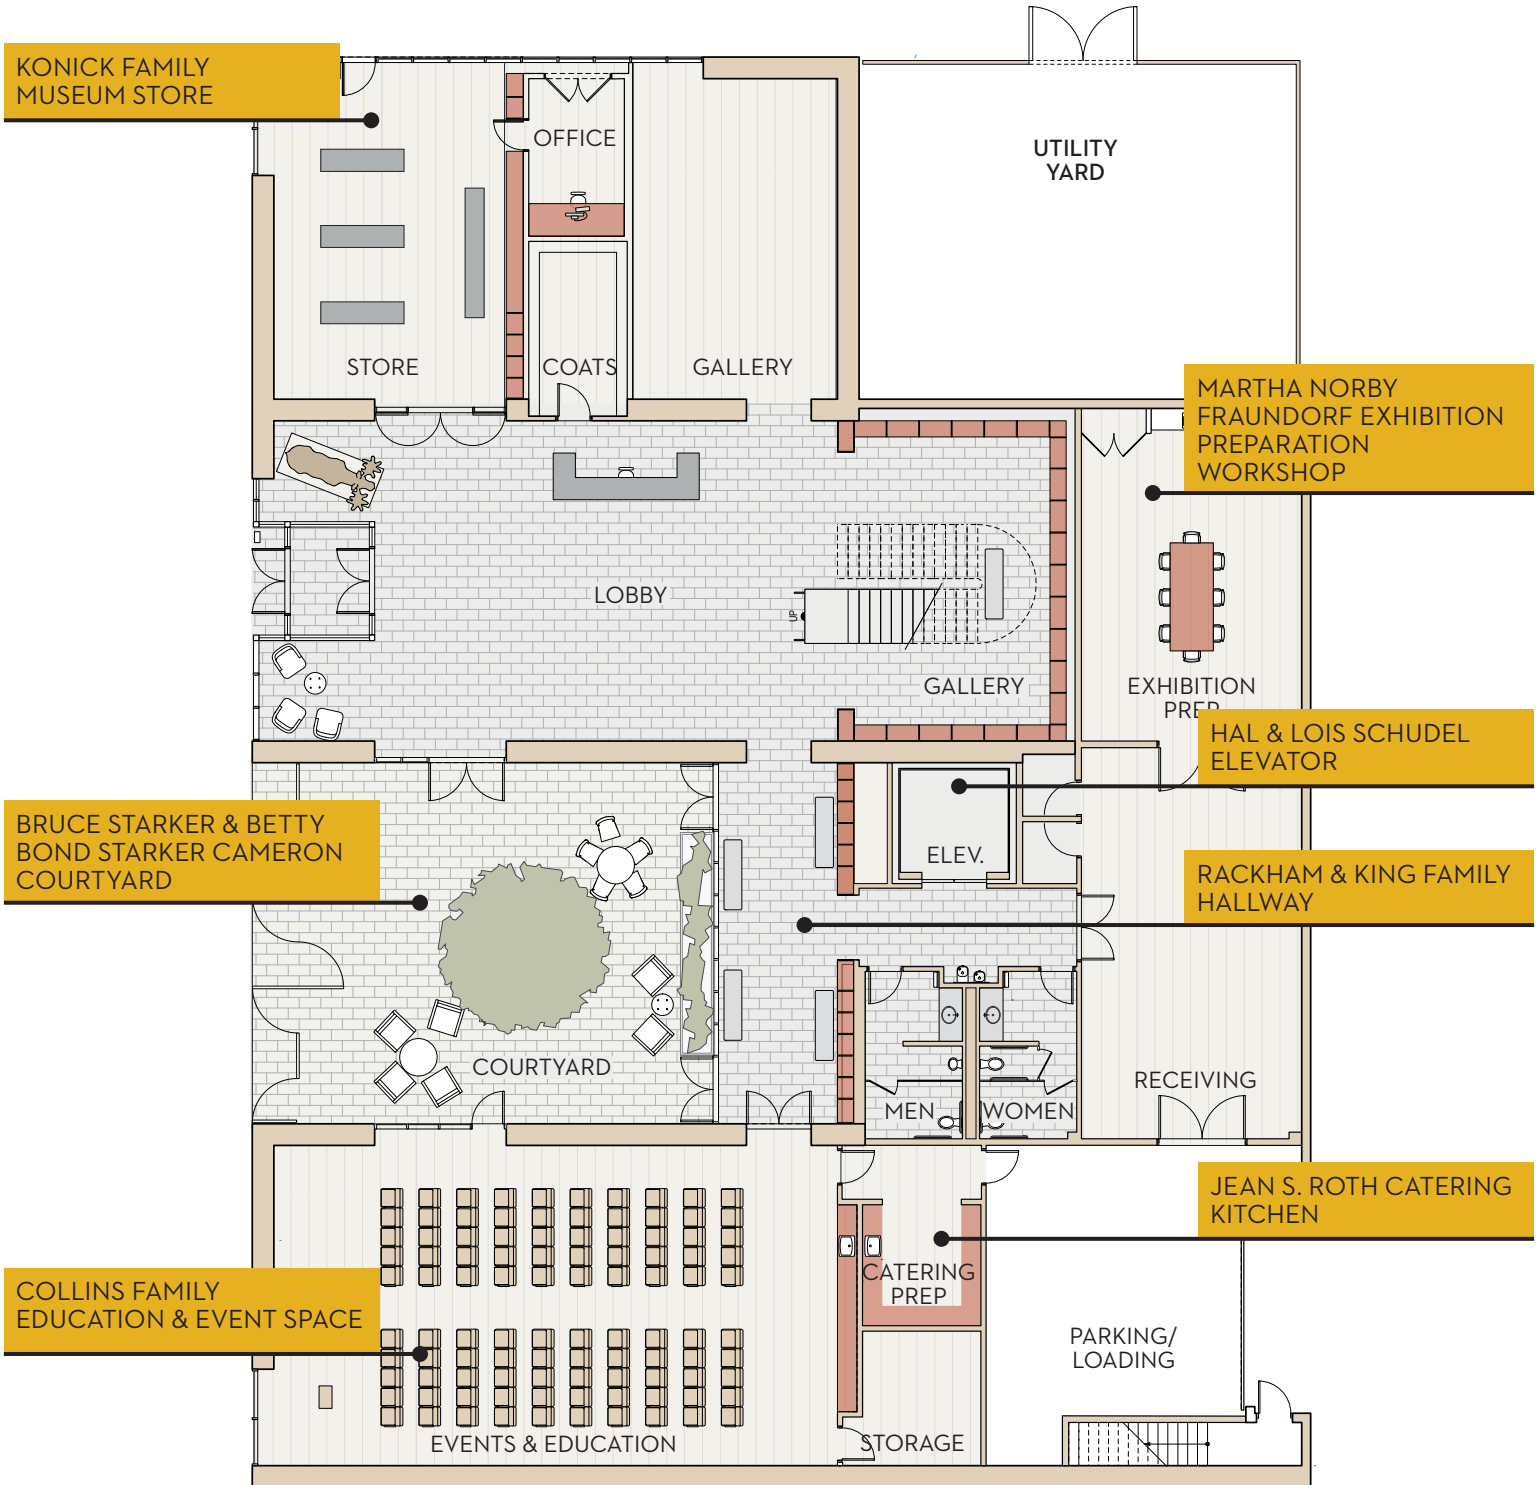 KONICK FAMILY
MUSEUM STORE
OFFICE
UTILITY
YARD
STORE
COATS
GALLERY
MARTHA NORBY
FRAUNDORF EXHIBITION
PREPARATION
WORKSHOP
LOBBY
UP
GALLERY
EXHIBITION
PREP
HAL & LOIS SCHUDEL
ELEVATOR
BRUCE STARKER & BETTY
BOND STARKER CAMERON
COURTYARD
ELEV.
RACKHAM & KING FAMILY
HALLWAY
COURTYARD
RECEIVING
MEN
WOMEN
JEAN S. ROTH CATERING
KITCHEN
CATERING
PREP
COLLINS FAMILY
EDUCATION & EVENT SPACE
PARKING/
LOADING
EVENTS & EDUCATION
STORAGE